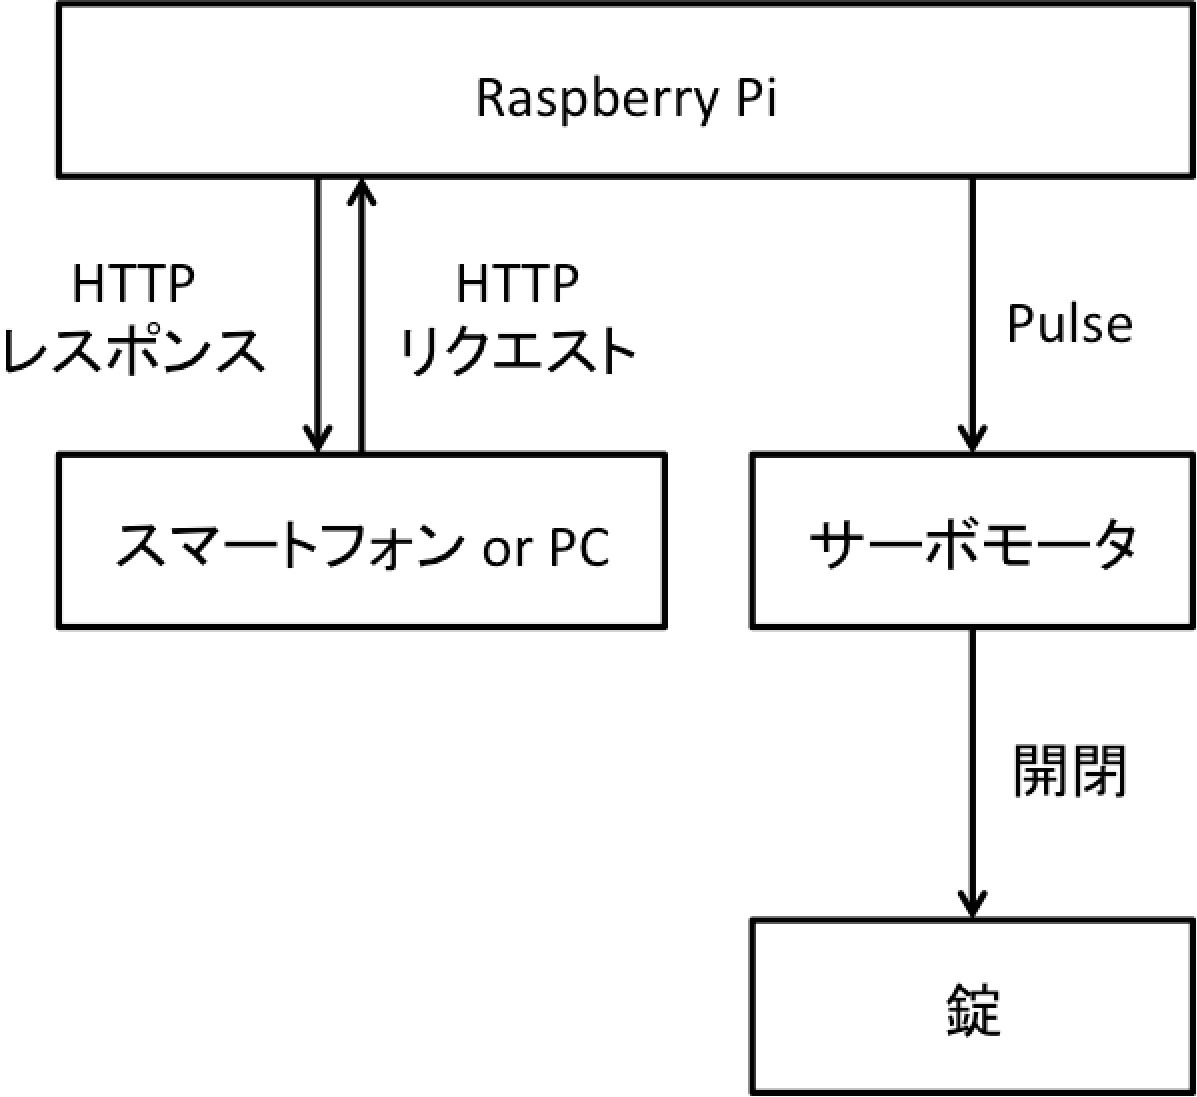 Raspberry Pi
HTTP
レスポンス
HTTP
リクエスト
Pulse
スマートフォン or PC
サーボモータ
開閉
錠